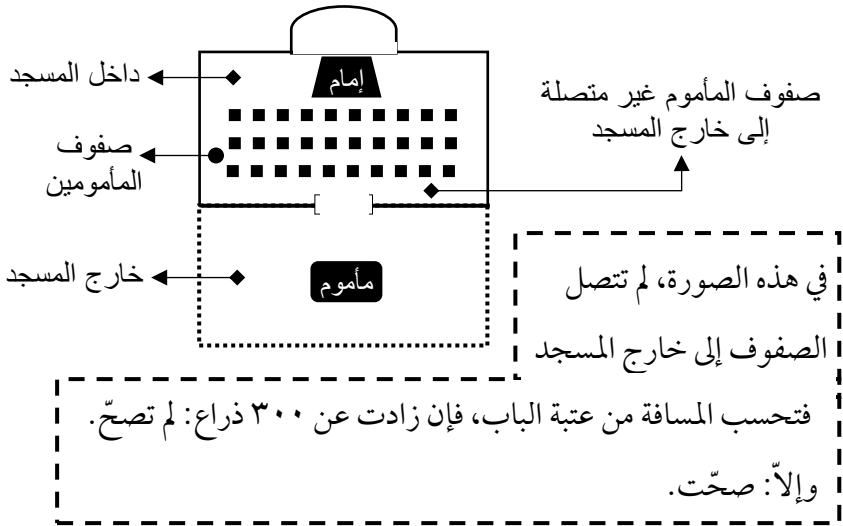 إمام
داخل المسجد
صفوف المأموم غير متصلة
إلى خارج المسجد
صفوف
المأمومين
خارج المسجد
مأموم
في هذه الصورة، لم تتصل
الصفوف إلى خارج المسجد
فتحسب المسافة من عتبة الباب، فإن زادت عن ٣٠٠ ذراع: لم تصحّ.
وإلاّ: صحّت.